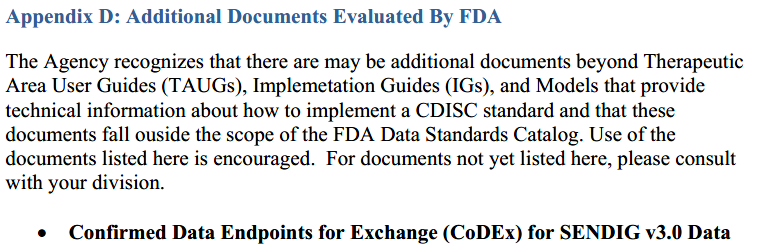 Appendix D: Additional Documents Evaluated By FDA
The Agency recognizes that there are may be additional documents beyond Therapeutic
Area User Guides (TAUGs), Implemetation Guides (IGs), and Models that provide
technical information about how to implement a CDISC standard and that these
documents fall ouside the scope of the FDA Data Standards Catalog. Use of the
documents listed here is encouraged.  For documents not yet listed here, please consult
with your division.
• Confirmed Data Endpoints for Exchange (CoDEx) for SENDIG v3.0 Data